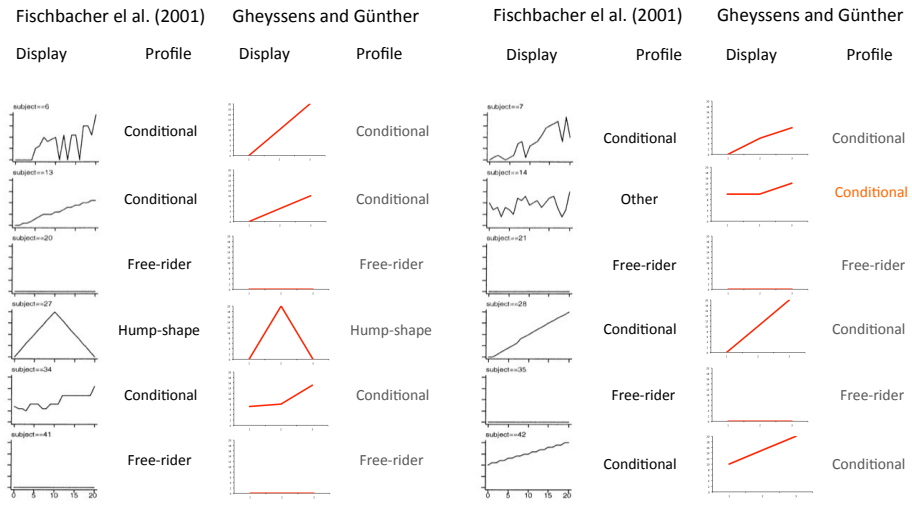 Fischbacher el al. (2001) Gheyssens and Günther Fischbacher el al. (2001) Gheyssens and Günther
Display Profile Display Profile Display Profile Display Profile
subject==6 subject==7
Conditional Conditional Conditional Conditional
subject==13 subject==14
Conditional Conditional Other Conditional
subject==20 subject==21
Free-rider Free-rider Free-rider Free-rider
subject==27 subject==28
Hump-shape Hump-shape Conditional Conditional
subject==34 subject==35
Conditional Conditional Free-rider Free-rider
subject==41 subject==42
Free-rider Free-rider Conditional Conditional
0 5 10 15 20 0 5 10 15 20